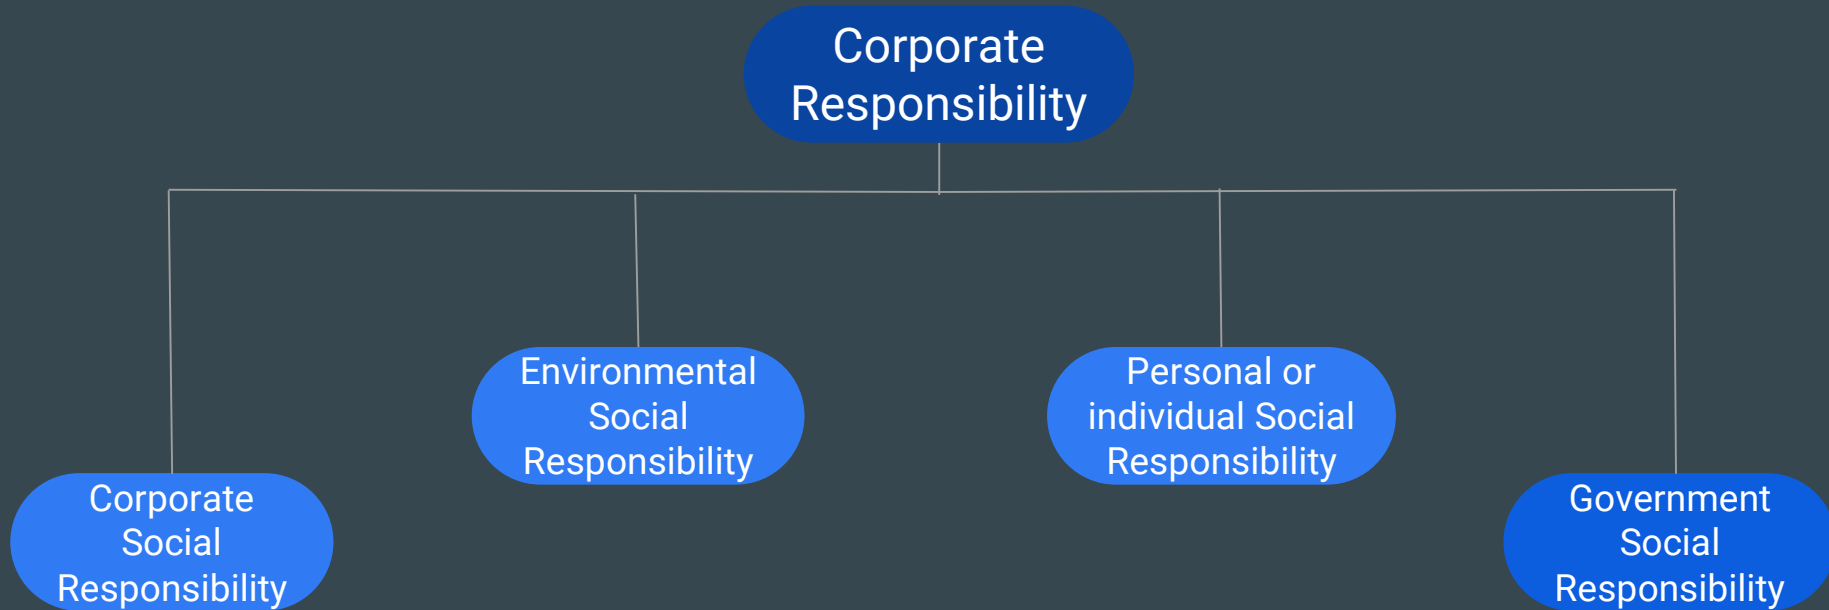 Corporate
Responsibility
Environmental
Social
Responsibility
Personal or
individual Social
Responsibility
Corporate
Social
Responsibility
Government
Social
Responsibility